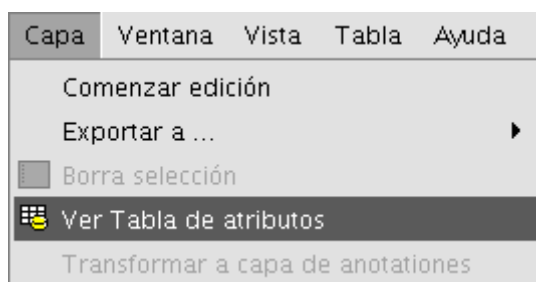 Capa Ventana Vista Tabla Ayuda
Comenzar edición
Exportar a ...
Borra selección
Ver Tabla de atributos
Transformar a capa de anotationes